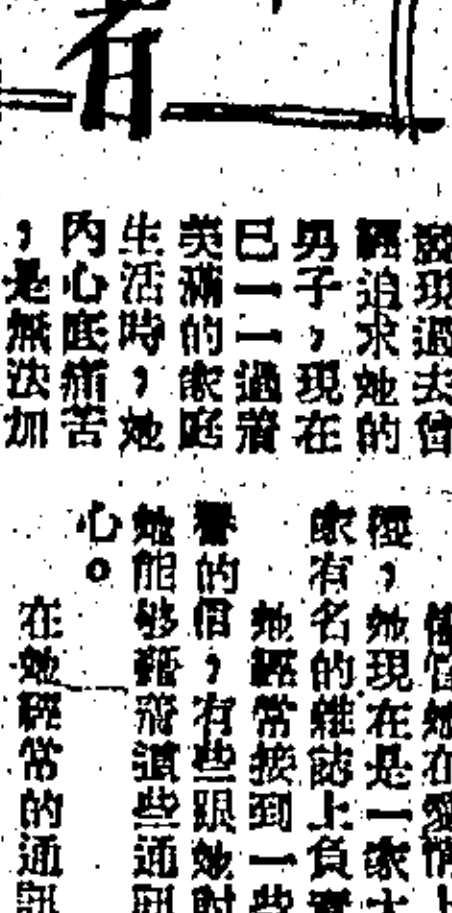 者
發現過去曾
經追求她的
男子，現在
已一一過着
美滿的家庭
生活時，她
內心底痛苦
，是無法加
儘管她在愛情上
裡，她現在是一家大
家有名的雜誌上負責
她經常接到一些
的信，有些跟她討
她能够藉着這些通訊
心。
在她經常的通訊